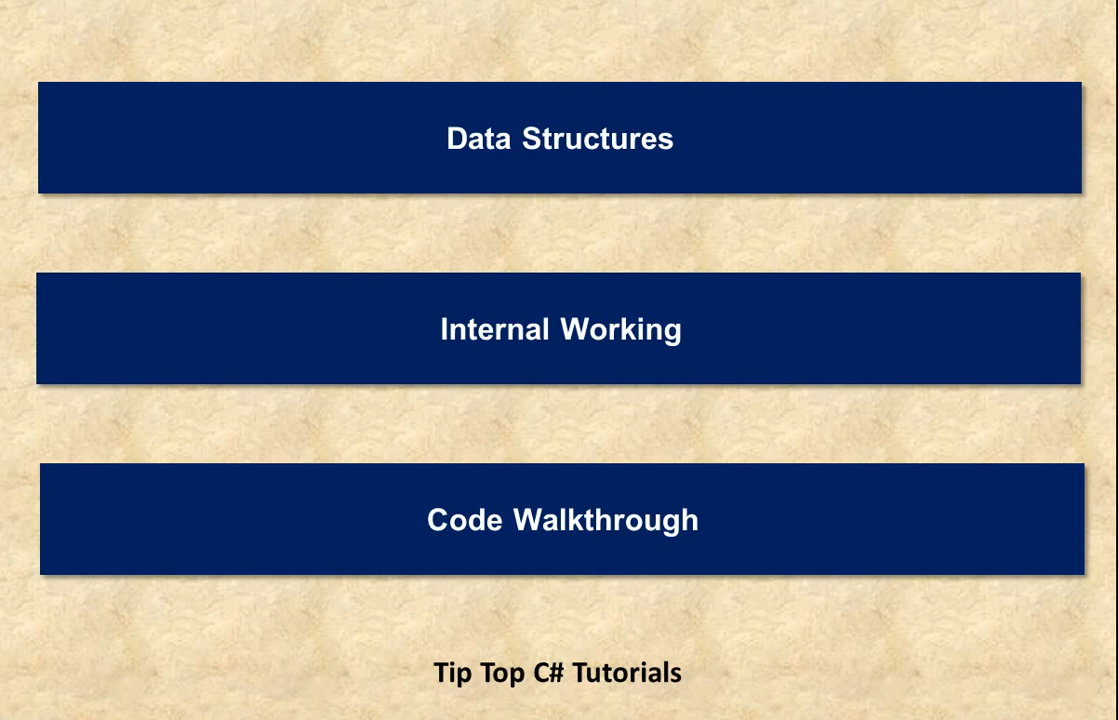 Data Structures
Internal Working
Code Walkthrough
Tip Top C# Tutorials